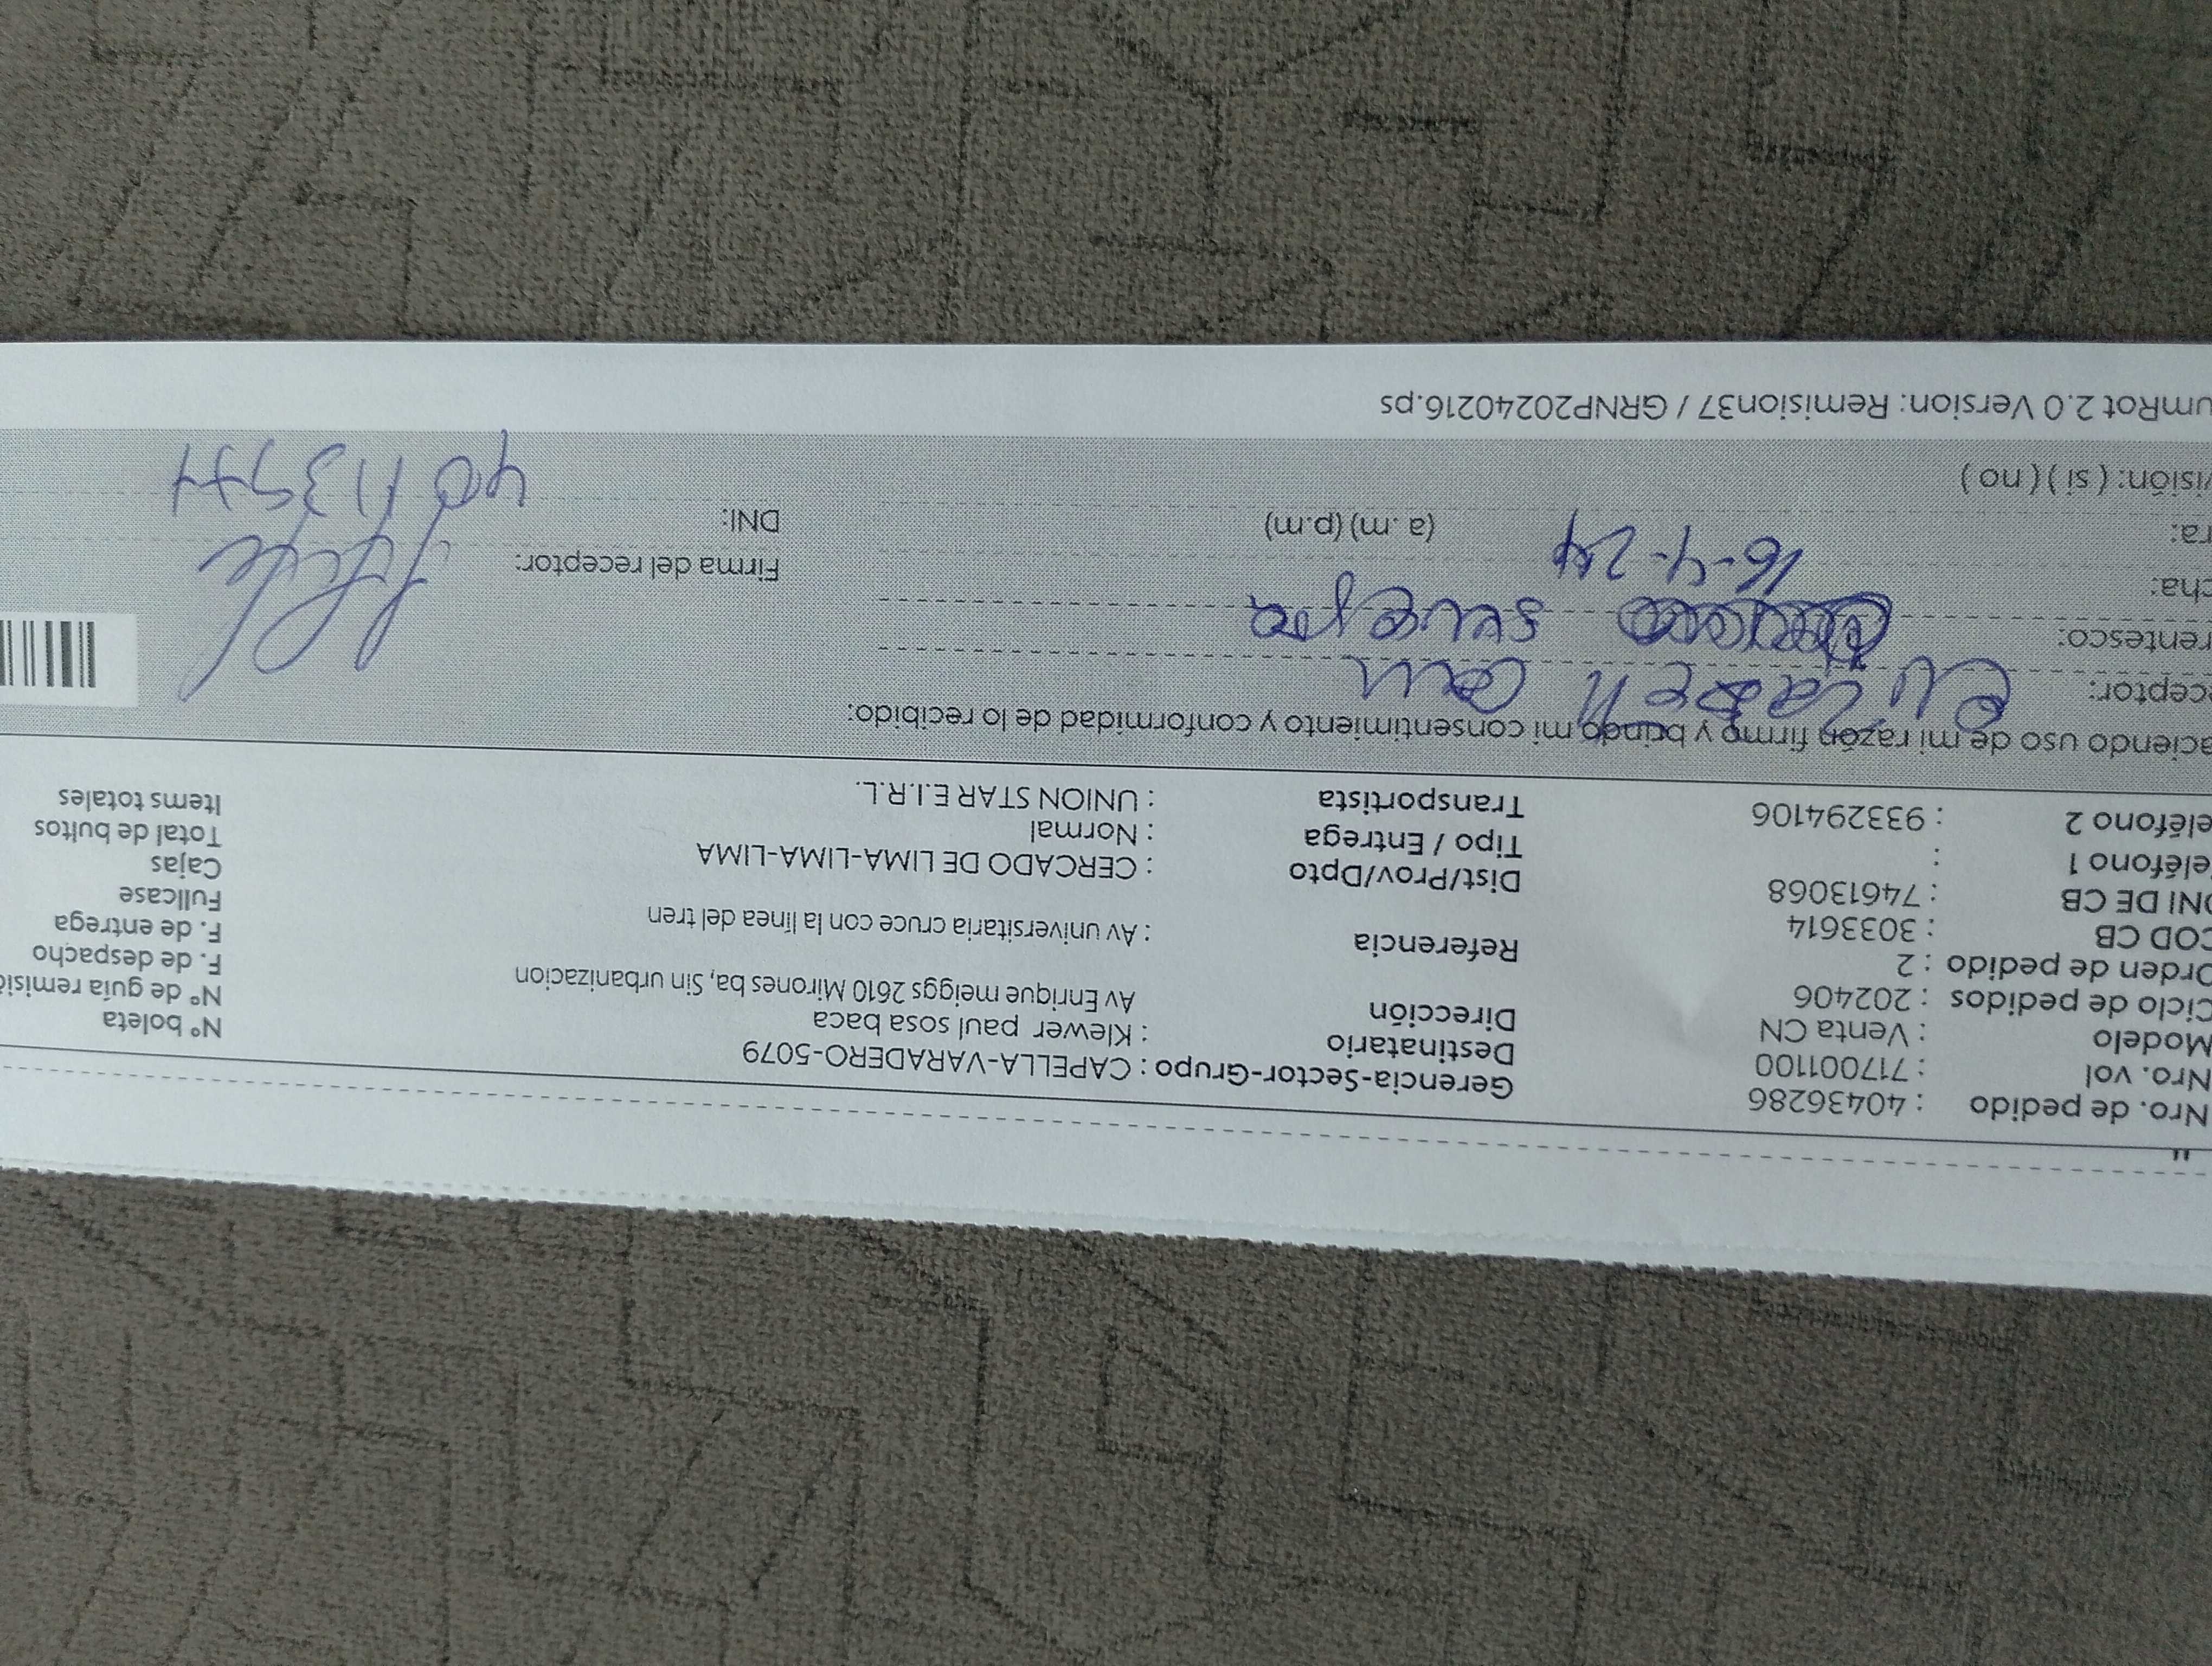 Nro. de pedido : 40436286
Nro. vol : 717001100
Modelo : Venta CN
Ciclo de pedidos : 202406
Orden de pedido : 2
COD CB : 3033614
DNI DE CB : 74613068
eléfono 1 :
eléfono 2 : 933294106
Gerencia-Sector-Grupo : CAPELLA-VARADERO-5079
Destinatario : Klewer paul sosa baca
Dirección Av Enrique meiggs 2610 Mirones ba, Sin urbanizacion
Referencia : Av universitaria cruce con la línea del tren
Dist/Prov/Dpto : CERCADO DE LIMA-LIMA-LIMA
Tipo / Entrega : Normal
Transportista : UNION STAR E.I.R.L.
Nº boleta
Nº de guía remisió
F. de despacho
F. de entrega
Fullcase
Cajas
Total de bultos
Items totales
aciendo uso de mi razón firmo y brindo mi consentimiento y conformidad de lo recibido:
ceptor: Elizabeth
rentesco: suegra
cha: 16-4-24
ra: (a.m) (p.m)
visión: ( si ) ( no )
Firma del receptor:
DNI: 40113974
umRot 2.0 Version: Remision37 / GRNP20240216.ps